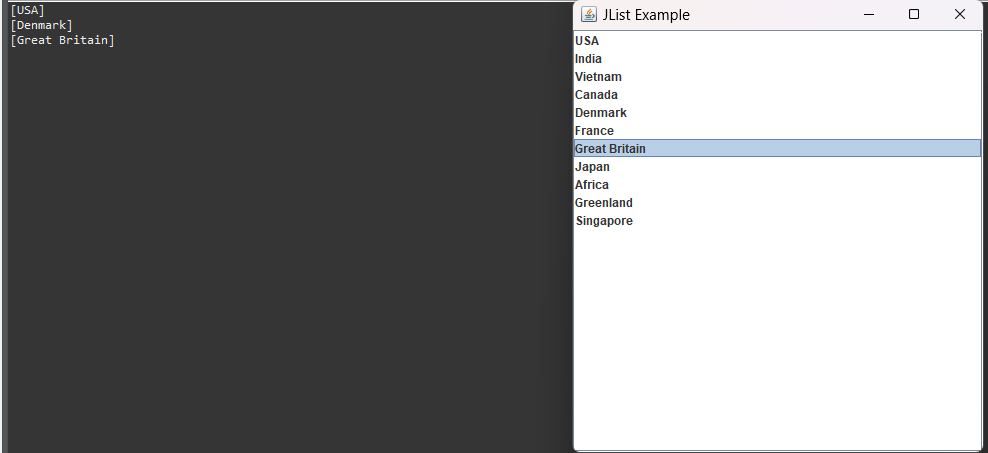 [USA]
[Denmark]
[Great Britain]
JList Example
USA
India
Vietnam
Canada
Denmark
France
Great Britain
Japan
Africa
Greenland
Singapore